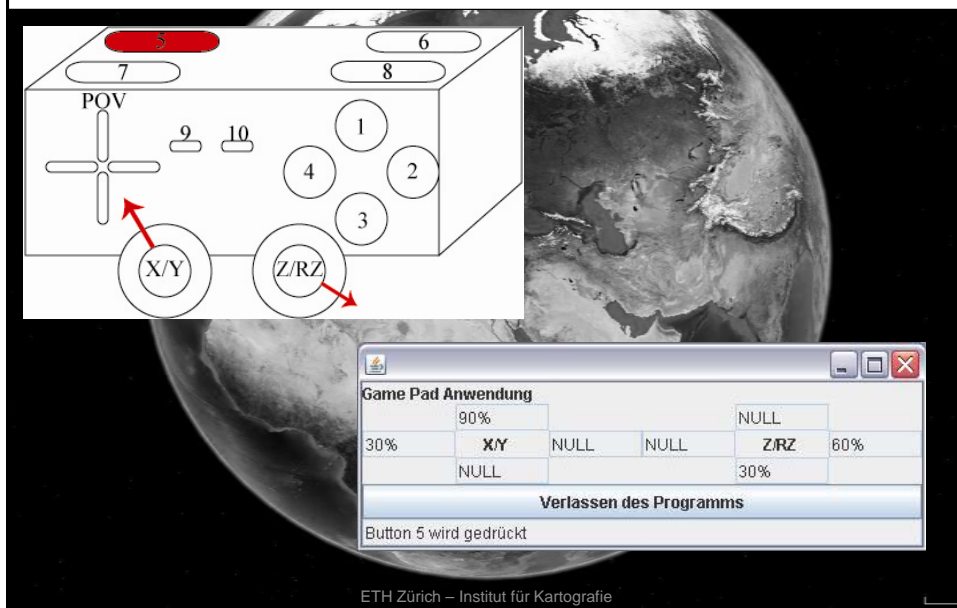 5
6
7
8
POV
9 10
1
4 2
3
X/Y Z/RZ
Game Pad Anwendung
90% NULL
30% X/Y NULL NULL Z/RZ 60%
NULL 30%
Verlassen des Programms
Button 5 wird gedrückt
ETH Zürich – Institut für Kartografie